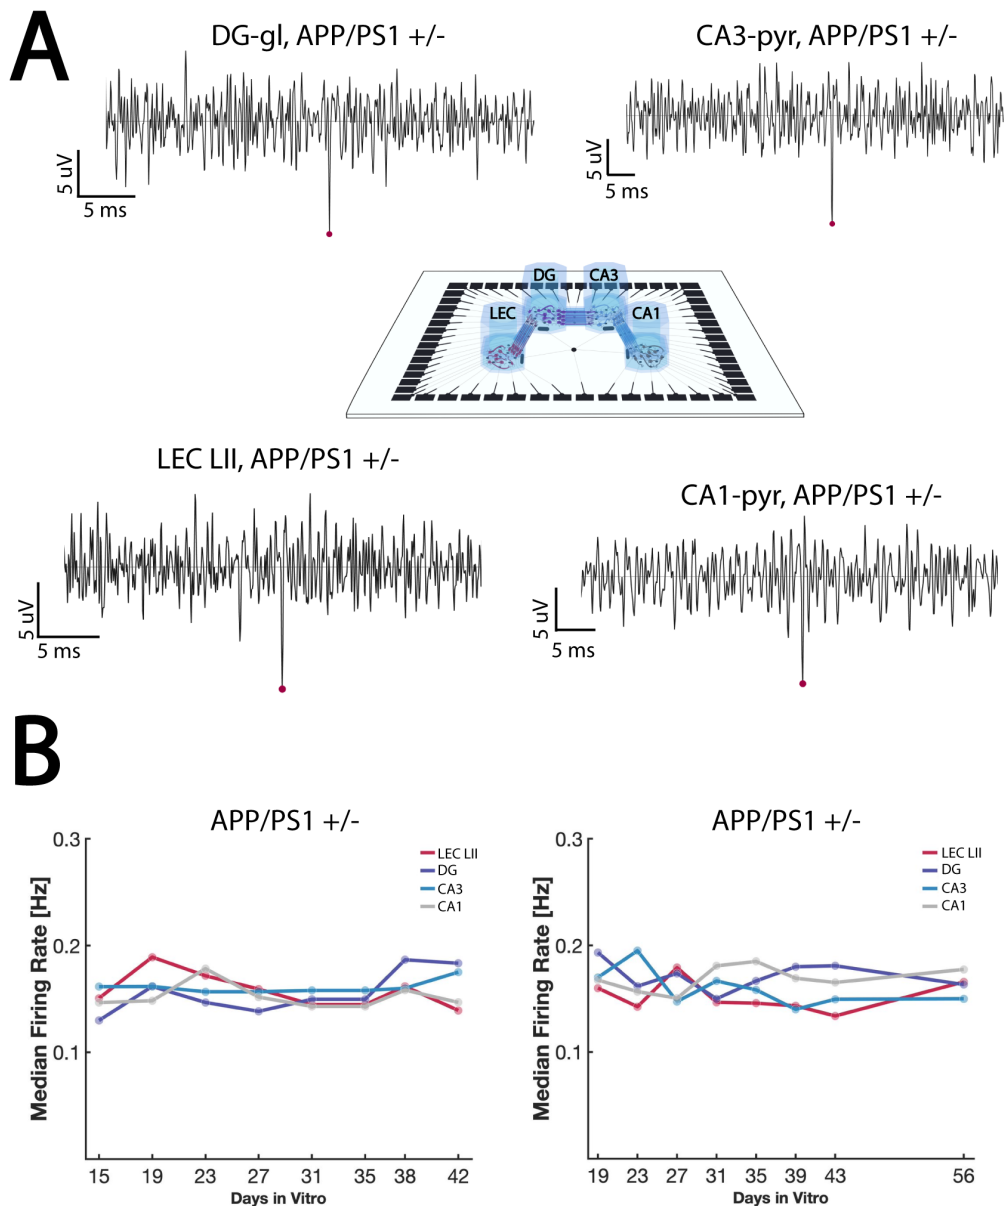 A
DG-gl, APP/PS1 +/-
CA3-pyr, APP/PS1 +/-
5 uV
5 ms
5 uV
5 ms
DG
CA3
LEC
CA1
LEC LII, APP/PS1 +/-
CA1-pyr, APP/PS1 +/-
5 uV
5 ms
5 uV
5 ms
B
APP/PS1 +/-
0.3
0.2
0.1
Median Firing Rate [Hz]
LEC LII
DG
CA3
CA1
15 19 23 27 31 35 38 42
Days in Vitro
APP/PS1 +/-
0.3
0.2
0.1
Median Firing Rate [Hz]
LEC LII
DG
CA3
CA1
19 23 27 31 35 39 43 56
Days in Vitro